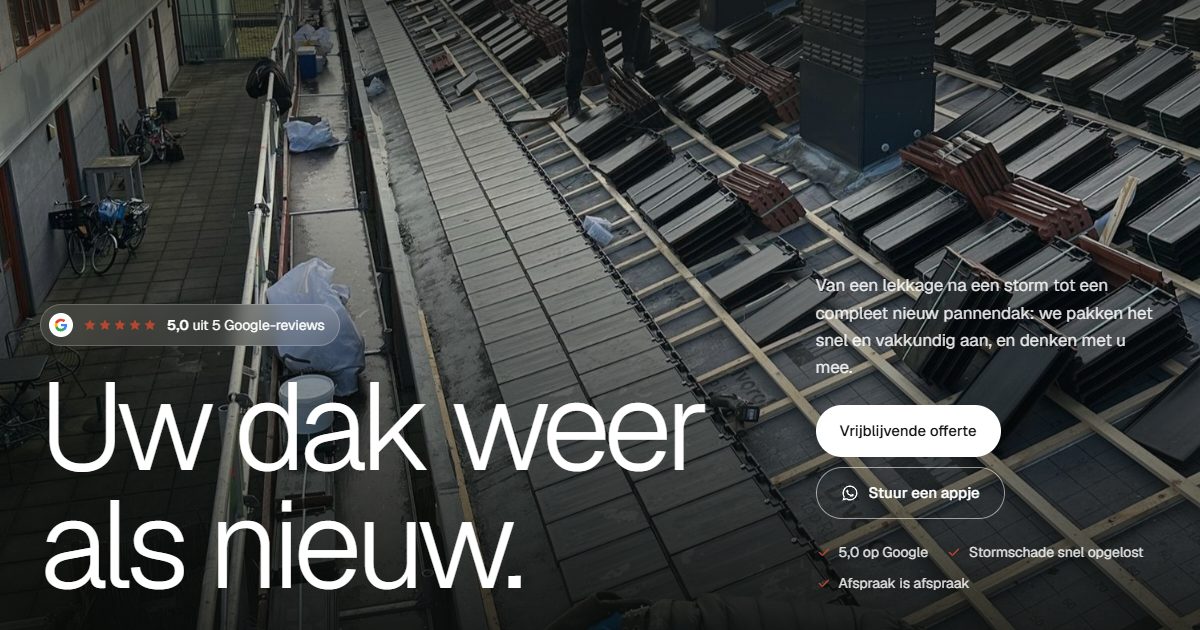 5,0 uit 5 Google-reviews
Uw dak weer
als nieuw.
Van een lekkage na een storm tot een
compleet nieuw pannendak: we pakken het
snel en vakkundig aan, en denken met u
mee.
Vrijblijvende offerte
Stuur een appje
5,0 op Google
Stormschade snel opgelost
Afspraak is afspraak